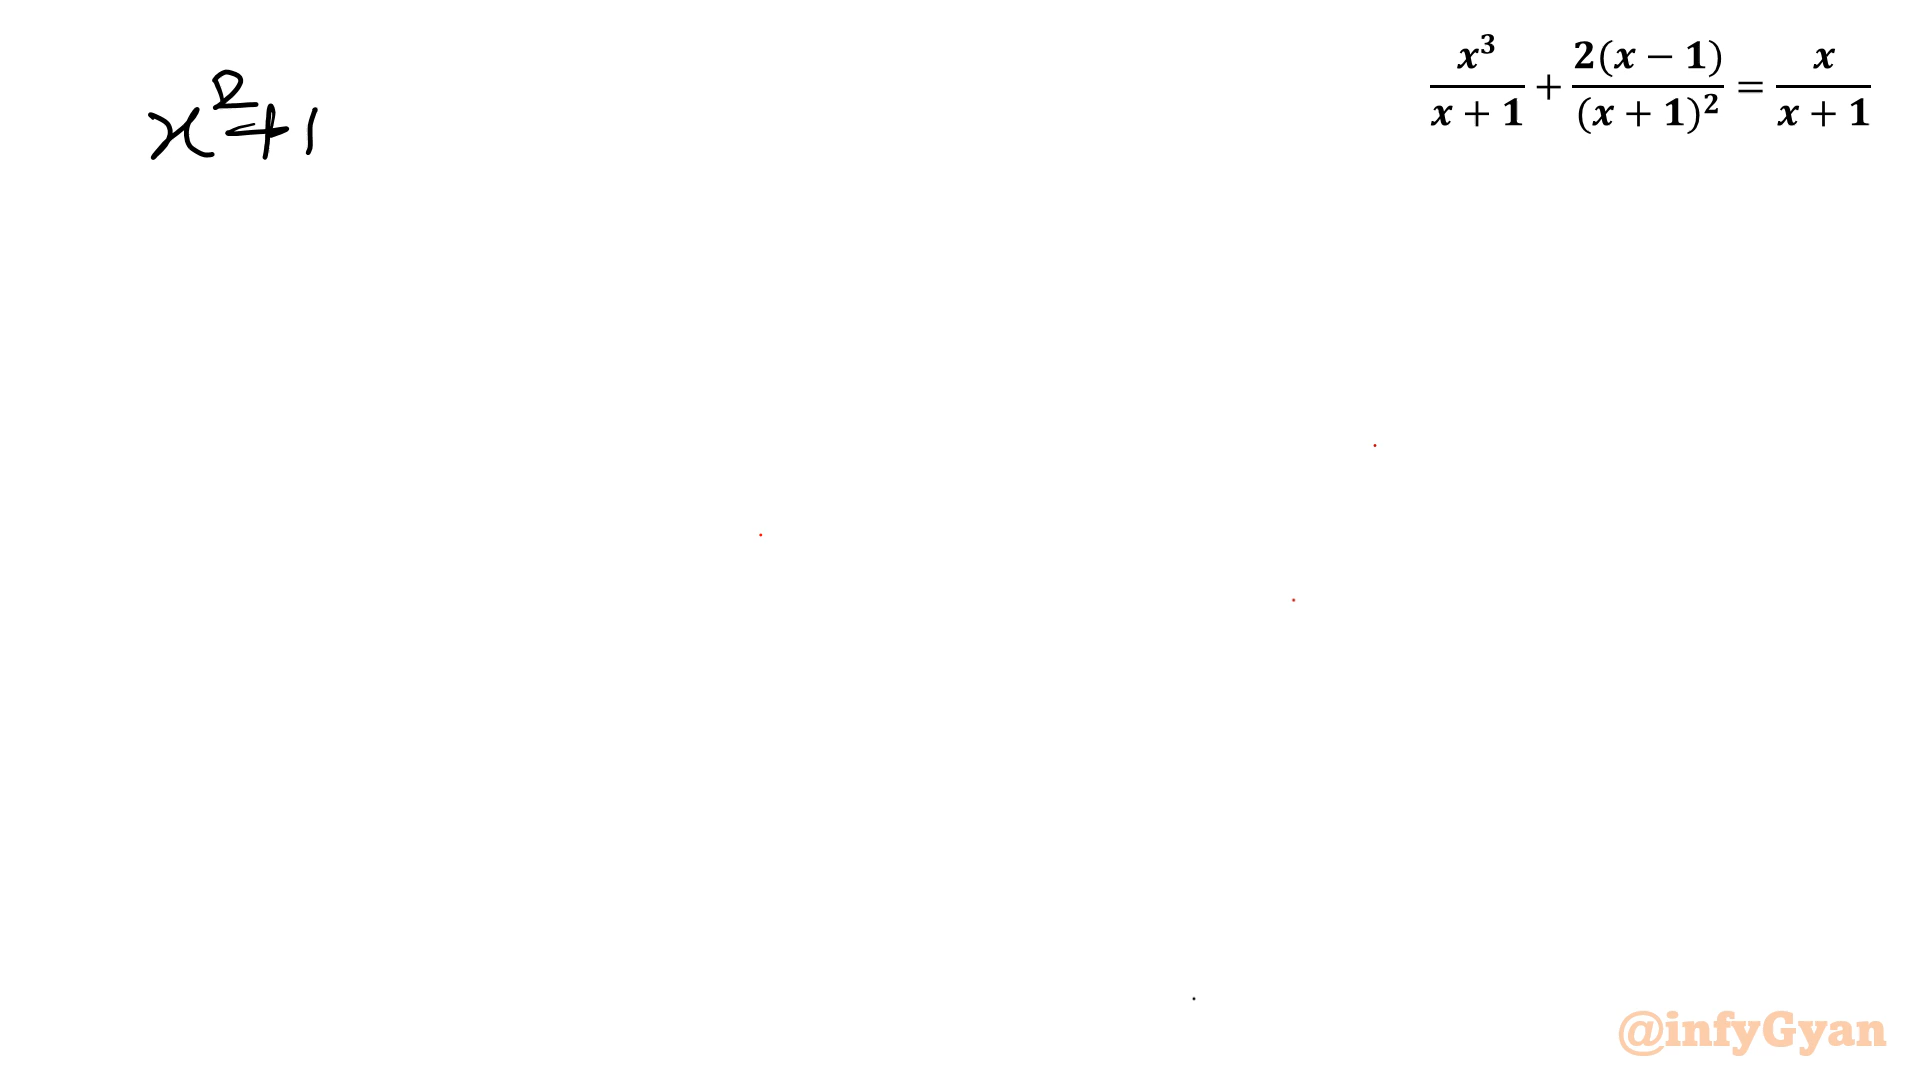 x² + 1
x³/(x + 1) + 2(x − 1)/(x + 1)² = x/(x + 1)
@infyGyan